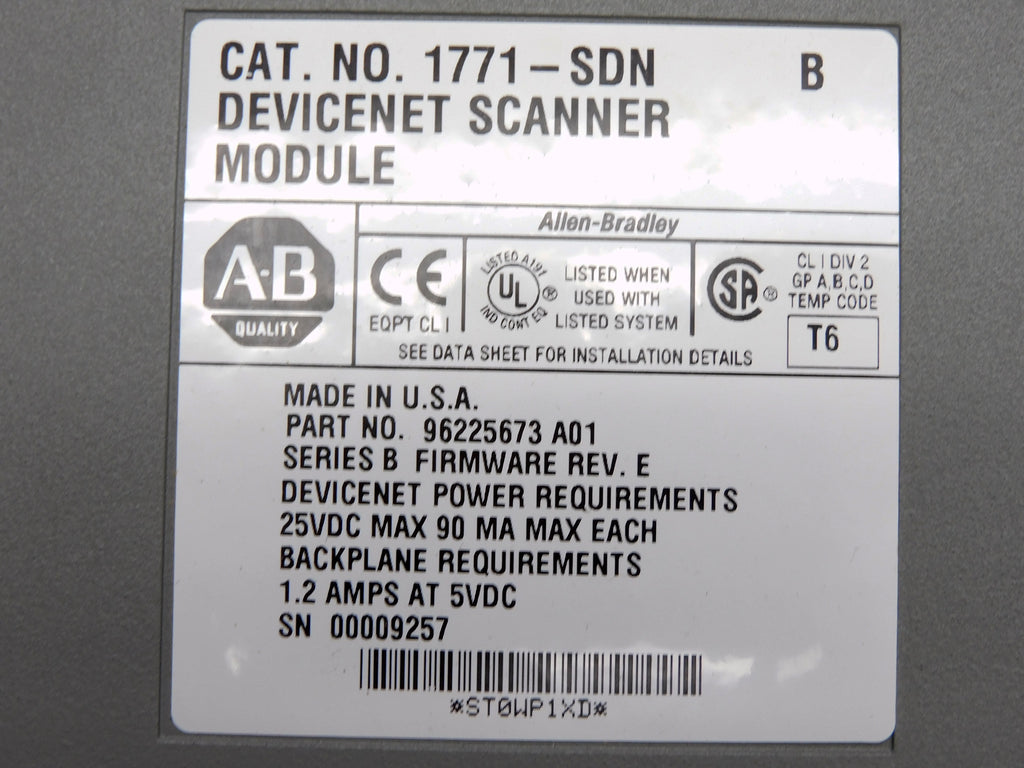 CAT. NO. 1771-SDN B
DEVICENET SCANNER
MODULE
Allen-Bradley
A-B
QUALITY
CE
EQPT CL I
LISTED A197
UL ®
IND CONT EQ
LISTED WHEN
USED WITH
LISTED SYSTEM
SA ®
CL I DIV 2
GP A,B,C,D
TEMP CODE
T6
SEE DATA SHEET FOR INSTALLATION DETAILS
MADE IN U.S.A.
PART NO. 96225673 A01
SERIES B FIRMWARE REV. E
DEVICENET POWER REQUIREMENTS
25VDC MAX 90 MA MAX EACH
BACKPLANE REQUIREMENTS
1.2 AMPS AT 5VDC
SN 00009257
*ST0WP1XD*